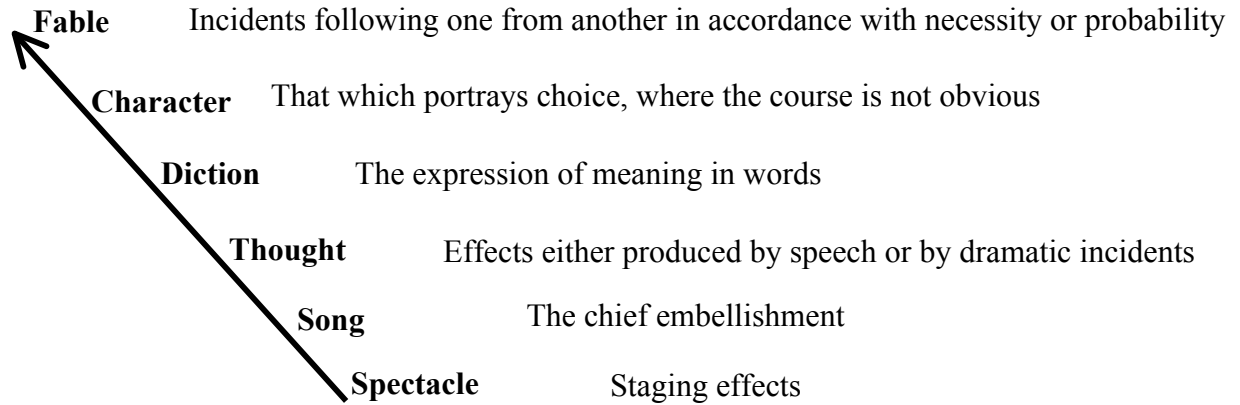 Fable Incidents following one from another in accordance with necessity or probability
Character That which portrays choice, where the course is not obvious
Diction The expression of meaning in words
Thought Effects either produced by speech or by dramatic incidents
Song The chief embellishment
Spectacle Staging effects